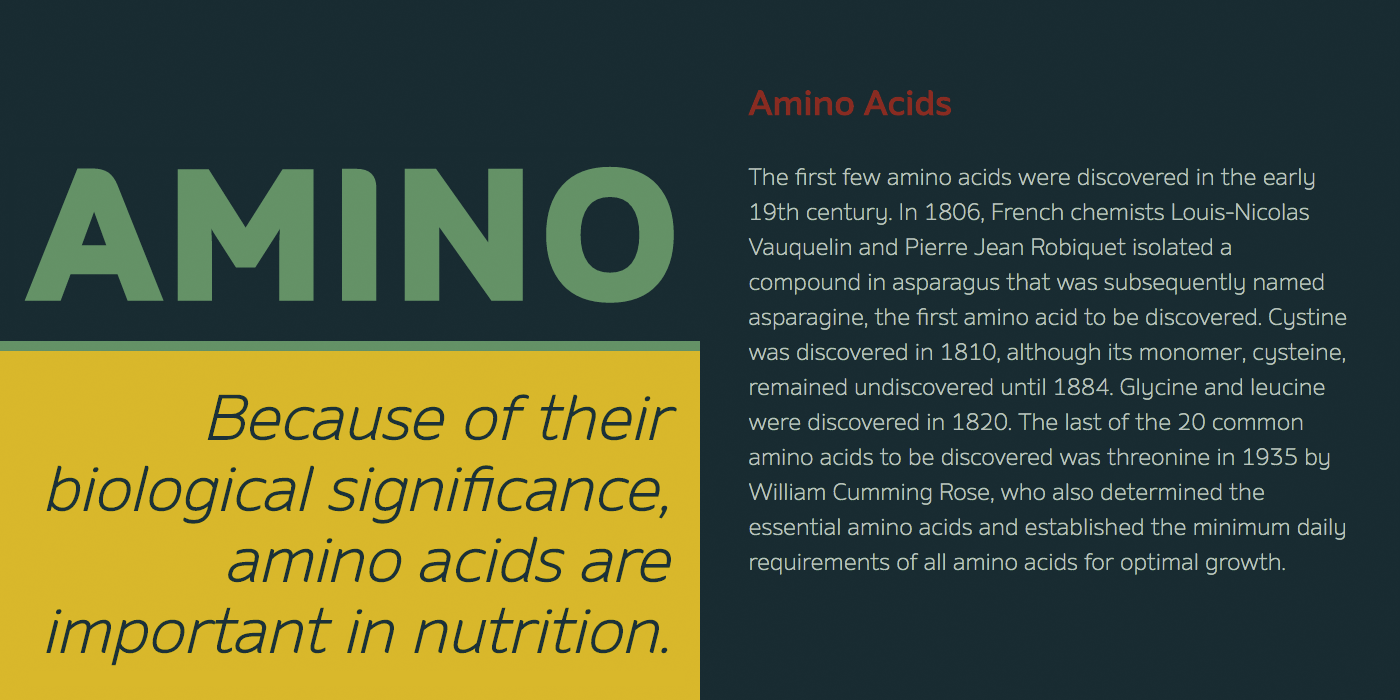 AMINO
Because of their
biological significance,
amino acids are
important in nutrition.
Amino Acids
The first few amino acids were discovered in the early
19th century. In 1806, French chemists Louis-Nicolas
Vauquelin and Pierre Jean Robiquet isolated a
compound in asparagus that was subsequently named
asparagine, the first amino acid to be discovered. Cystine
was discovered in 1810, although its monomer, cysteine,
remained undiscovered until 1884. Glycine and leucine
were discovered in 1820. The last of the 20 common
amino acids to be discovered was threonine in 1935 by
William Cumming Rose, who also determined the
essential amino acids and established the minimum daily
requirements of all amino acids for optimal growth.